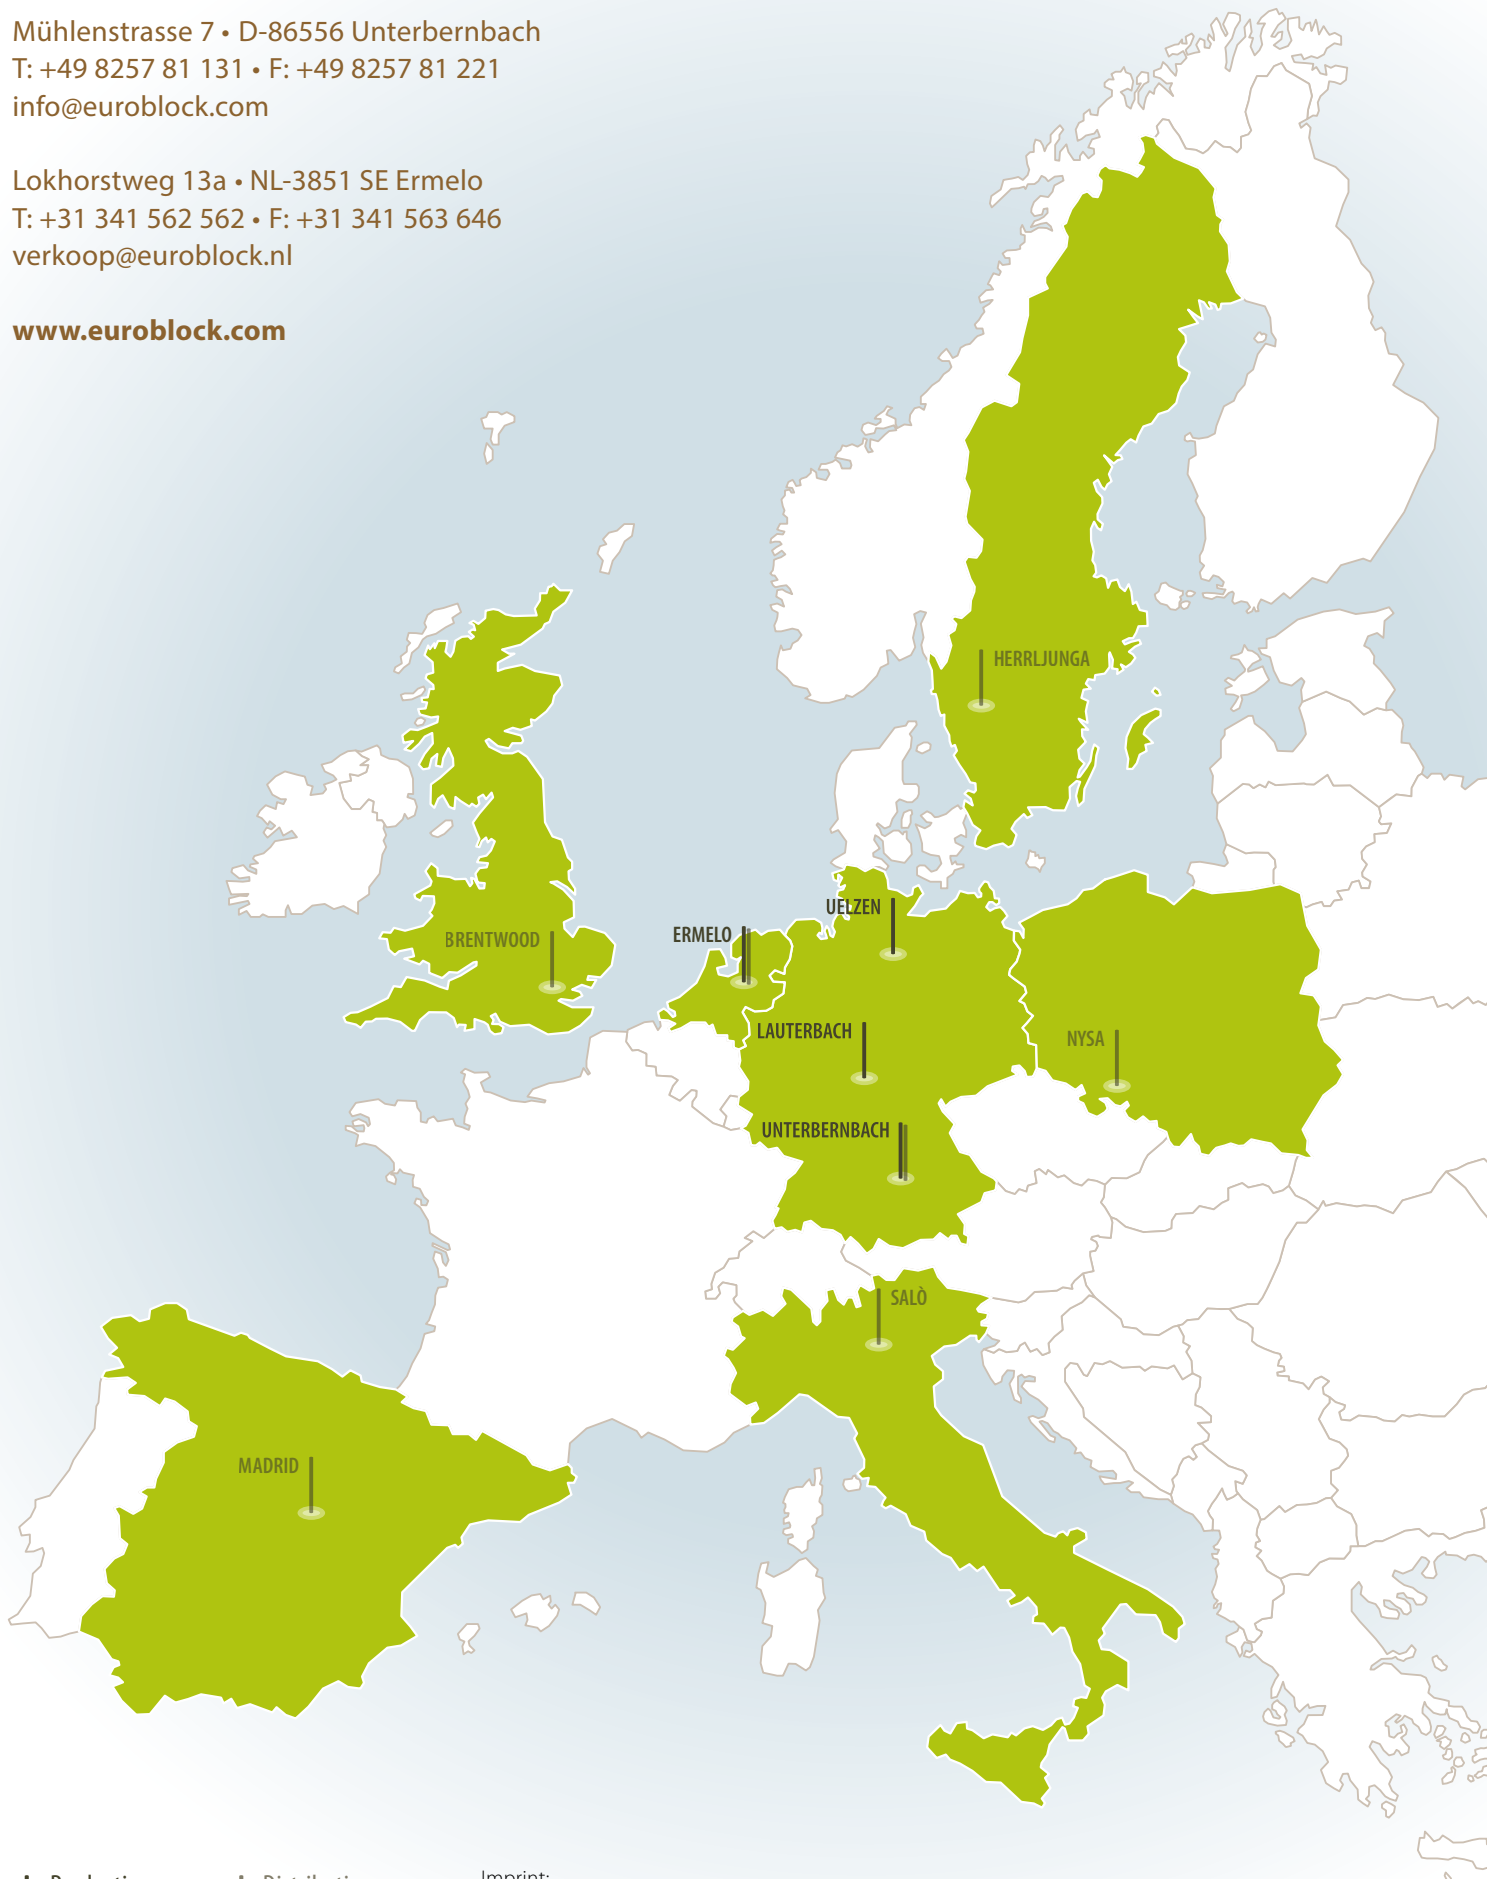 Mühlenstrasse 7 • D-86556 Unterbernbach
T: +49 8257 81 131 • F: +49 8257 81 221
info@euroblock.com
Lokhorstweg 13a • NL-3851 SE Ermelo
T: +31 341 562 562 • F: +31 341 563 646
verkoop@euroblock.nl
www.euroblock.com
HERRLJUNGA
UELZEN
ERMELO
BRENTWOOD
LAUTERBACH
NYSA
UNTERBERNBACH
SALÒ
MADRID
Imprint: